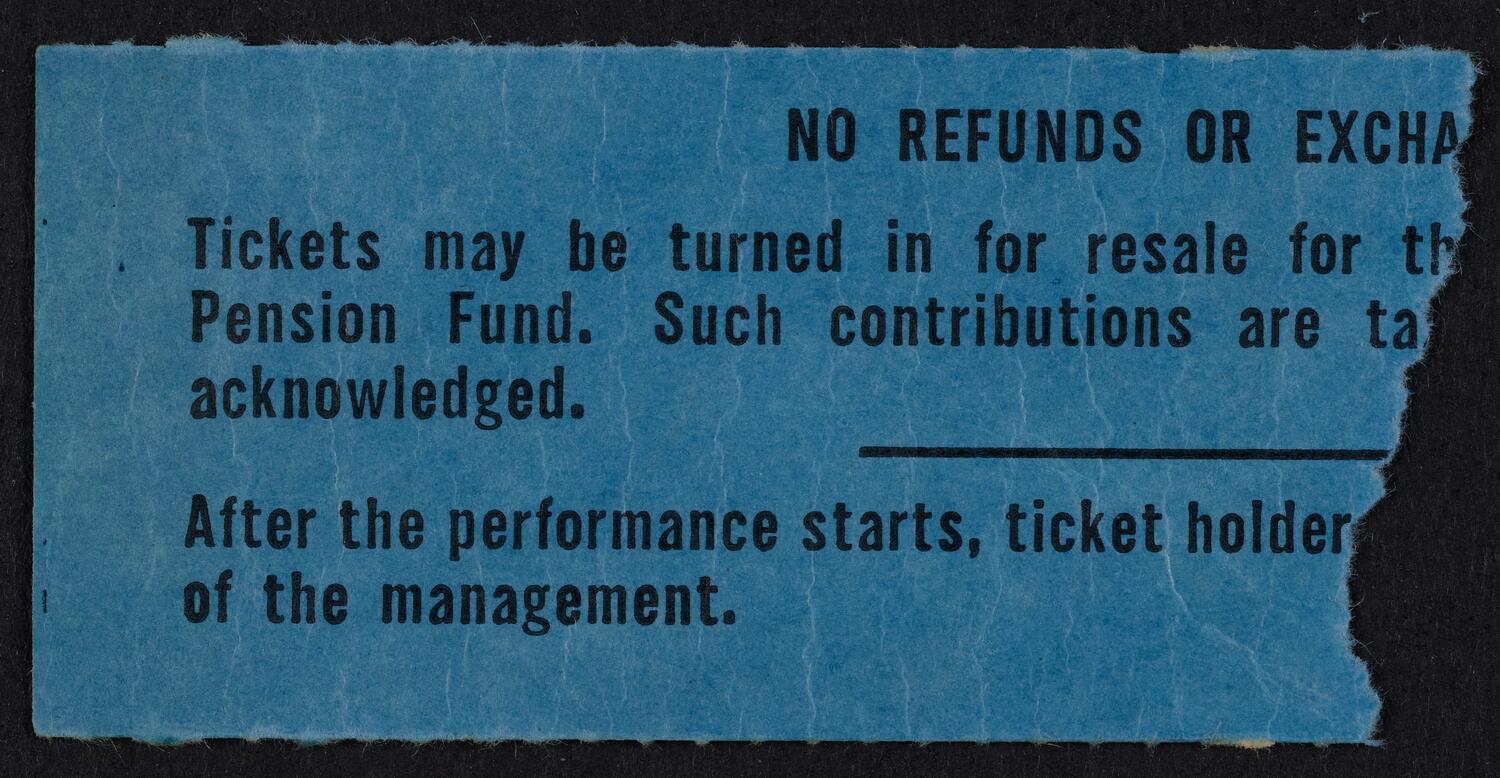 NO REFUNDS OR EXCHA
Tickets may be turned in for resale for th
Pension Fund. Such contributions are ta
acknowledged.
After the performance starts, ticket holder
of the management.